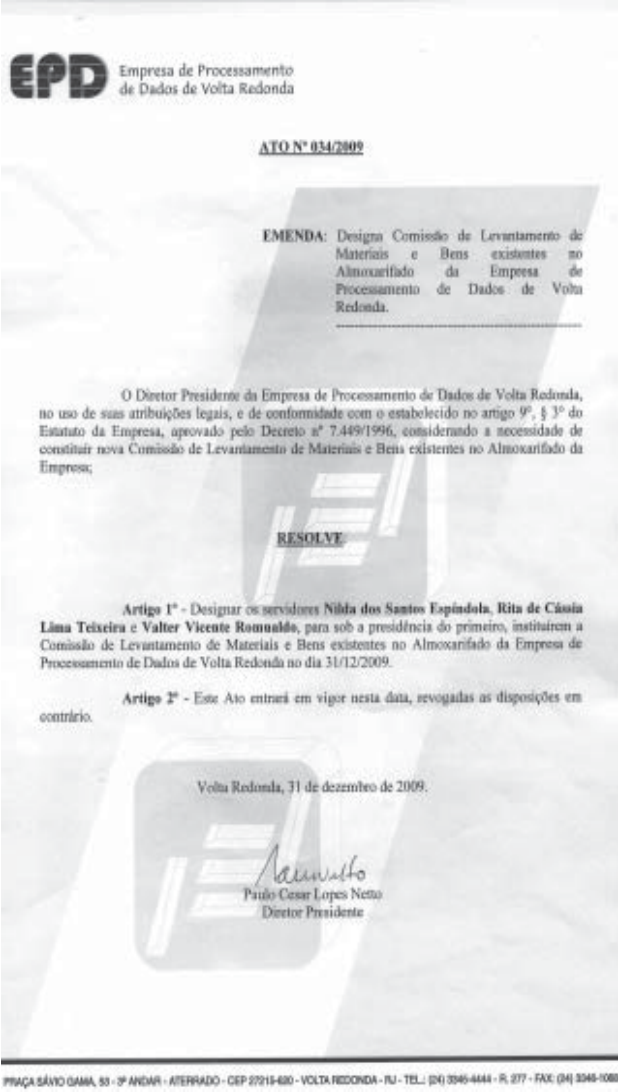 EPD
Empresa de Processamento
de Dados de Volta Redonda
ATO Nº 034/2009
EMENDA: Designa Comissão de Levantamento de
Materiais e Bens existentes no
Almoxarifado da Empresa de
Processamento de Dados de Volta
Redonda.
O Diretor Presidente da Empresa de Processamento de Dados de Volta Redonda,
no uso de suas atribuições legais, e de conformidade com o estabelecido no artigo 9º, § 3º do
Estatuto da Empresa, aprovado pelo Decreto nº 7.449/1996, considerando a necessidade de
constituir nova Comissão de Levantamento de Materiais e Bens existentes no Almoxarifado da
Empresa;
RESOLVE
Artigo 1º - Designar os servidores Nilda dos Santos Espíndola, Rita de Cássia
Lima Teixeira e Valter Vicente Romualdo, para sob a presidência do primeiro, instituírem a
Comissão de Levantamento de Materiais e Bens existentes no Almoxarifado da Empresa de
Processamento de Dados de Volta Redonda no dia 31/12/2009.
Artigo 2º - Este Ato entrará em vigor nesta data, revogadas as disposições em
contrário.
Volta Redonda, 31 de dezembro de 2009.
Paulo Cesar Lopes Netto
Diretor Presidente
PRAÇA SÁVIO GAMA, 53 - 3º ANDAR - ATERRADO - CEP 27215-620 - VOLTA REDONDA - RJ - TEL.: (24) 3345-4444 - R. 277 - FAX: (24)